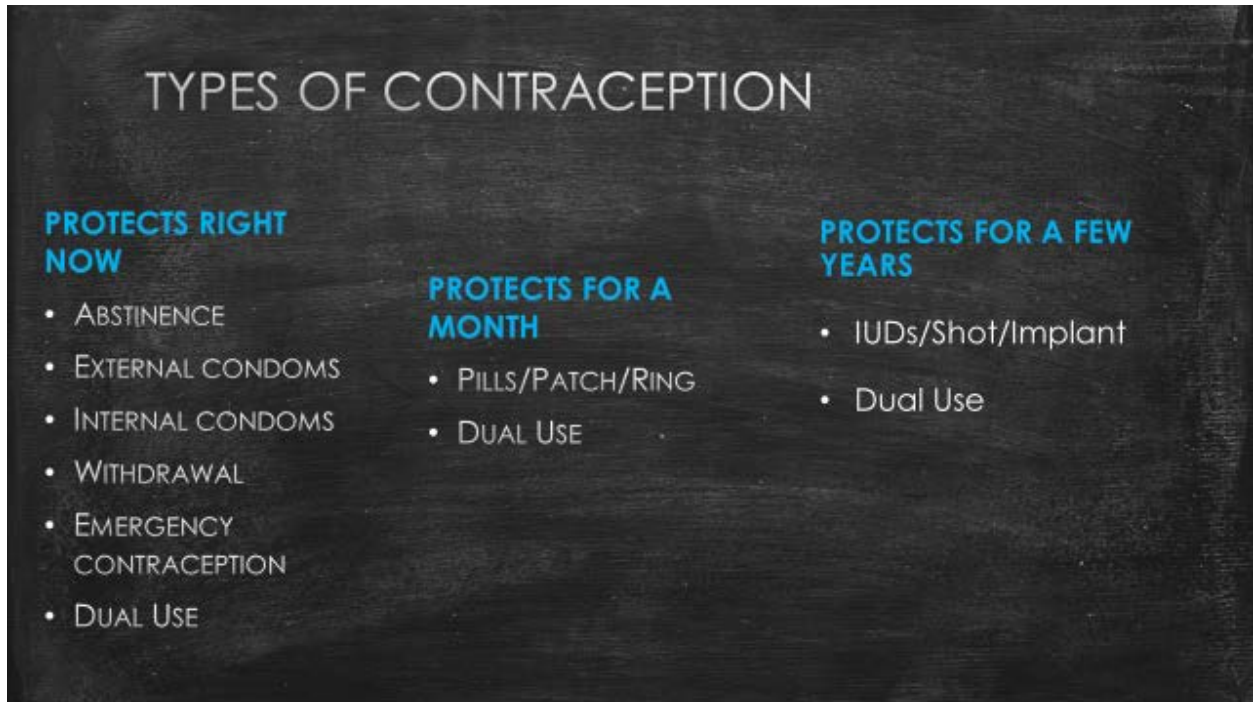 TYPES OF CONTRACEPTION
PROTECTS RIGHT
NOW
• ABSTINENCE
• EXTERNAL CONDOMS
• INTERNAL CONDOMS
• WITHDRAWAL
• EMERGENCY
CONTRACEPTION
• DUAL USE
PROTECTS FOR A
MONTH
• PILLS/PATCH/RING
• DUAL USE
PROTECTS FOR A FEW
YEARS
• IUDs/Shot/Implant
• Dual Use